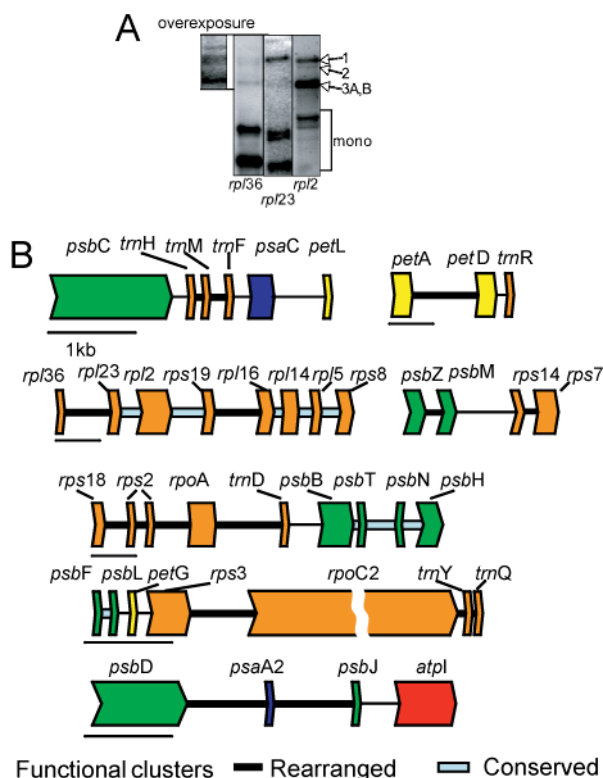 A
overexposure
1
2
3A,B
mono
rpl36
rpl23
rpl2
B
psbC trnH trnM trnF psaC petL
petA petD trnR
1kb
rpl36 rpl23 rpl2 rps19 rpl16 rpl14 rpl5 rps8
psbZ psbM rps14 rps7
rps18 rps2 rpoA trnD psbB psbT psbN psbH
psbF psbL petG rps3 rpoC2 trnY trnQ
psbD psaA2 psbJ atpI
Functional clusters Rearranged Conserved